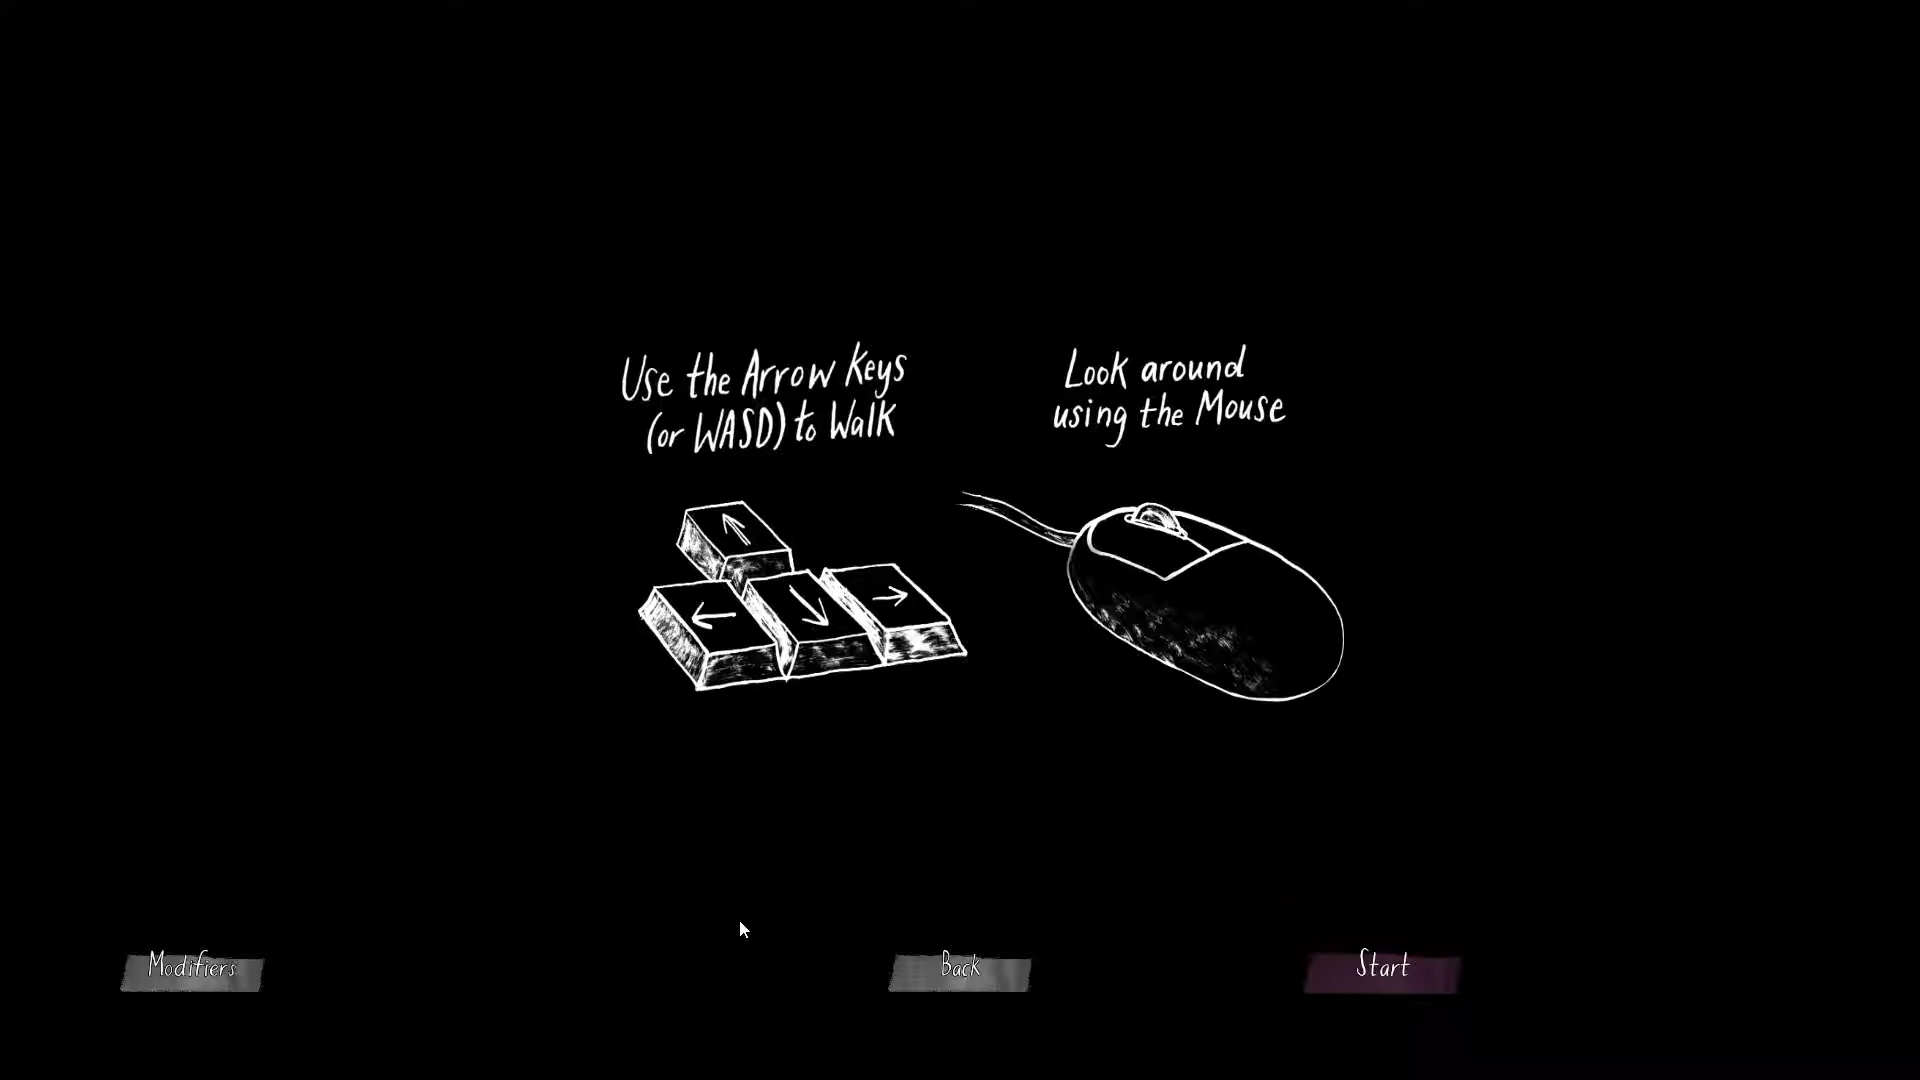 Use the Arrow Keys
(or WASD) to Walk
Look around
using the Mouse
Modifiers
Back
Start